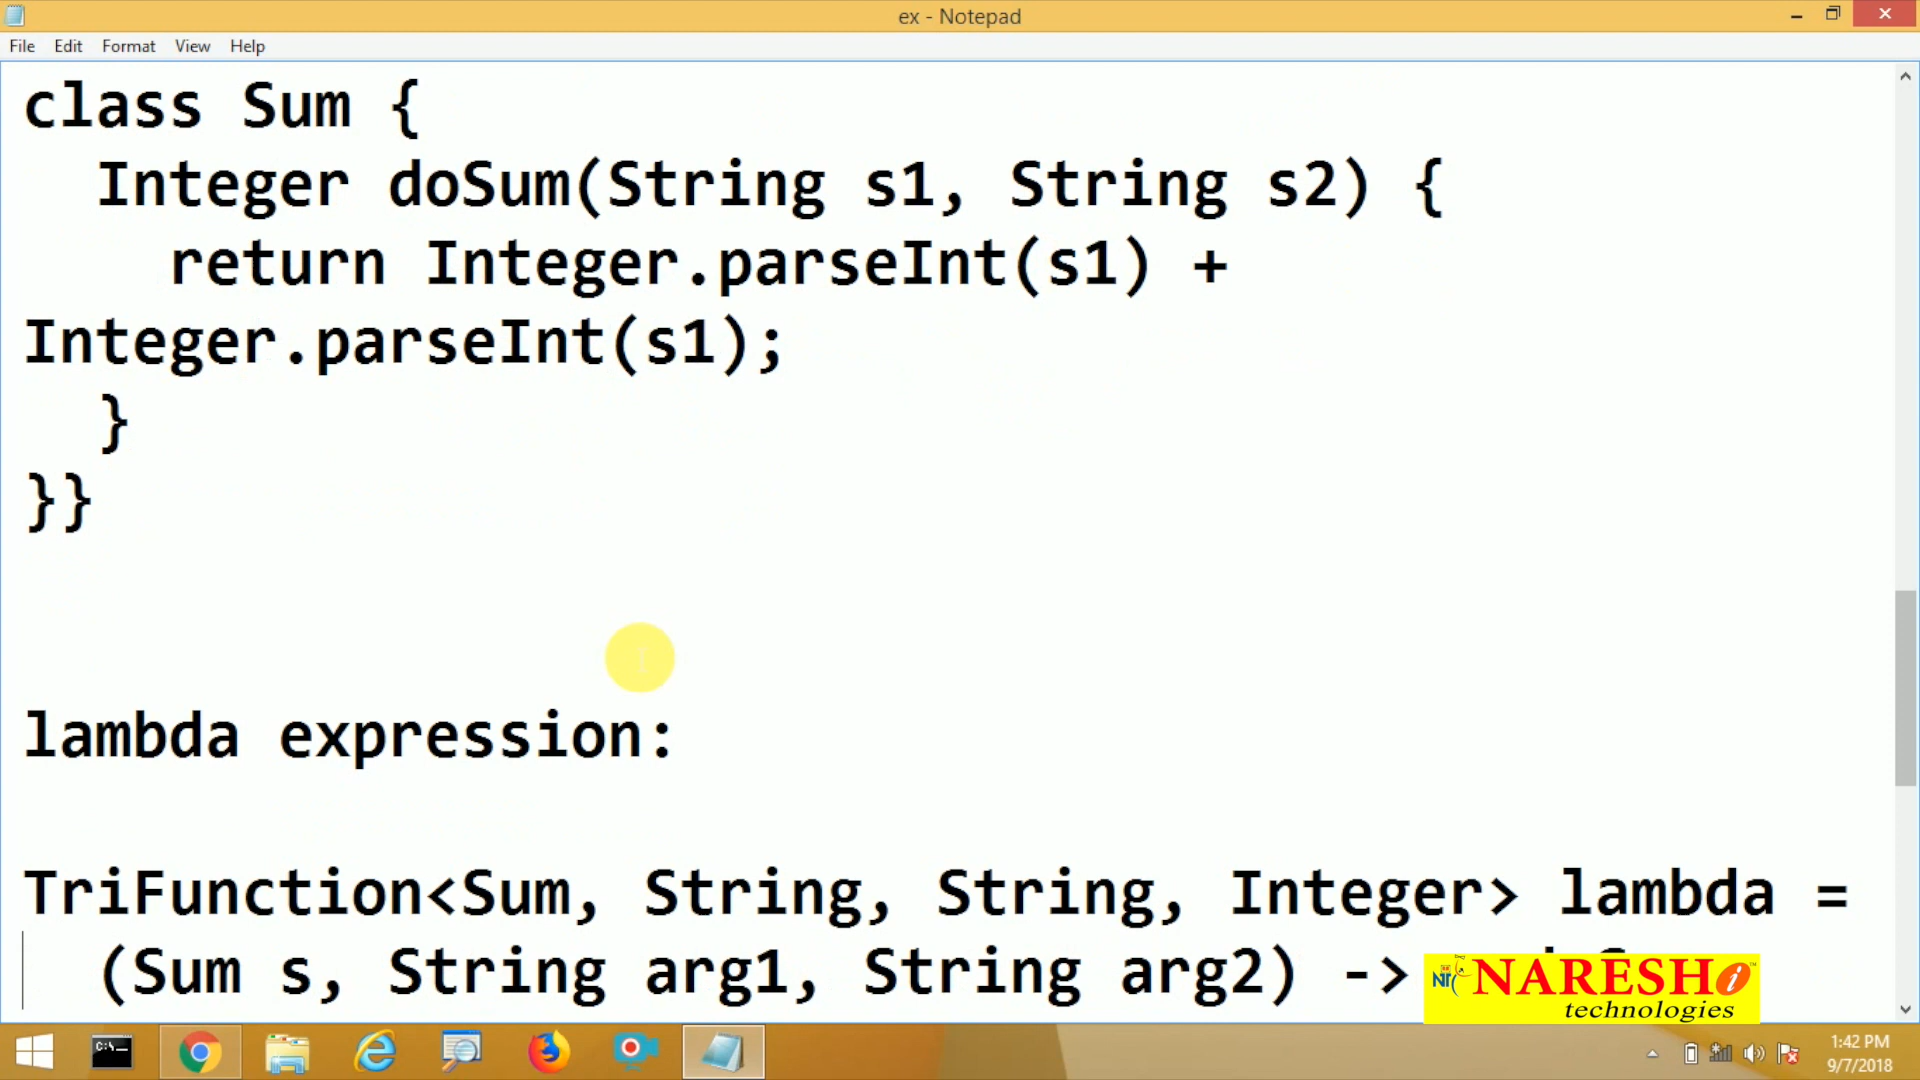 ex - Notepad
File Edit Format View Help
class Sum {
Integer doSum(String s1, String s2) {
return Integer.parseInt(s1) +
Integer.parseInt(s1);
}
}}
lambda expression:
TriFunction<Sum, String, String, Integer> lambda =
(Sum s, String arg1, String arg2) ->
NARESH i
technologies
1:42 PM
9/7/2018